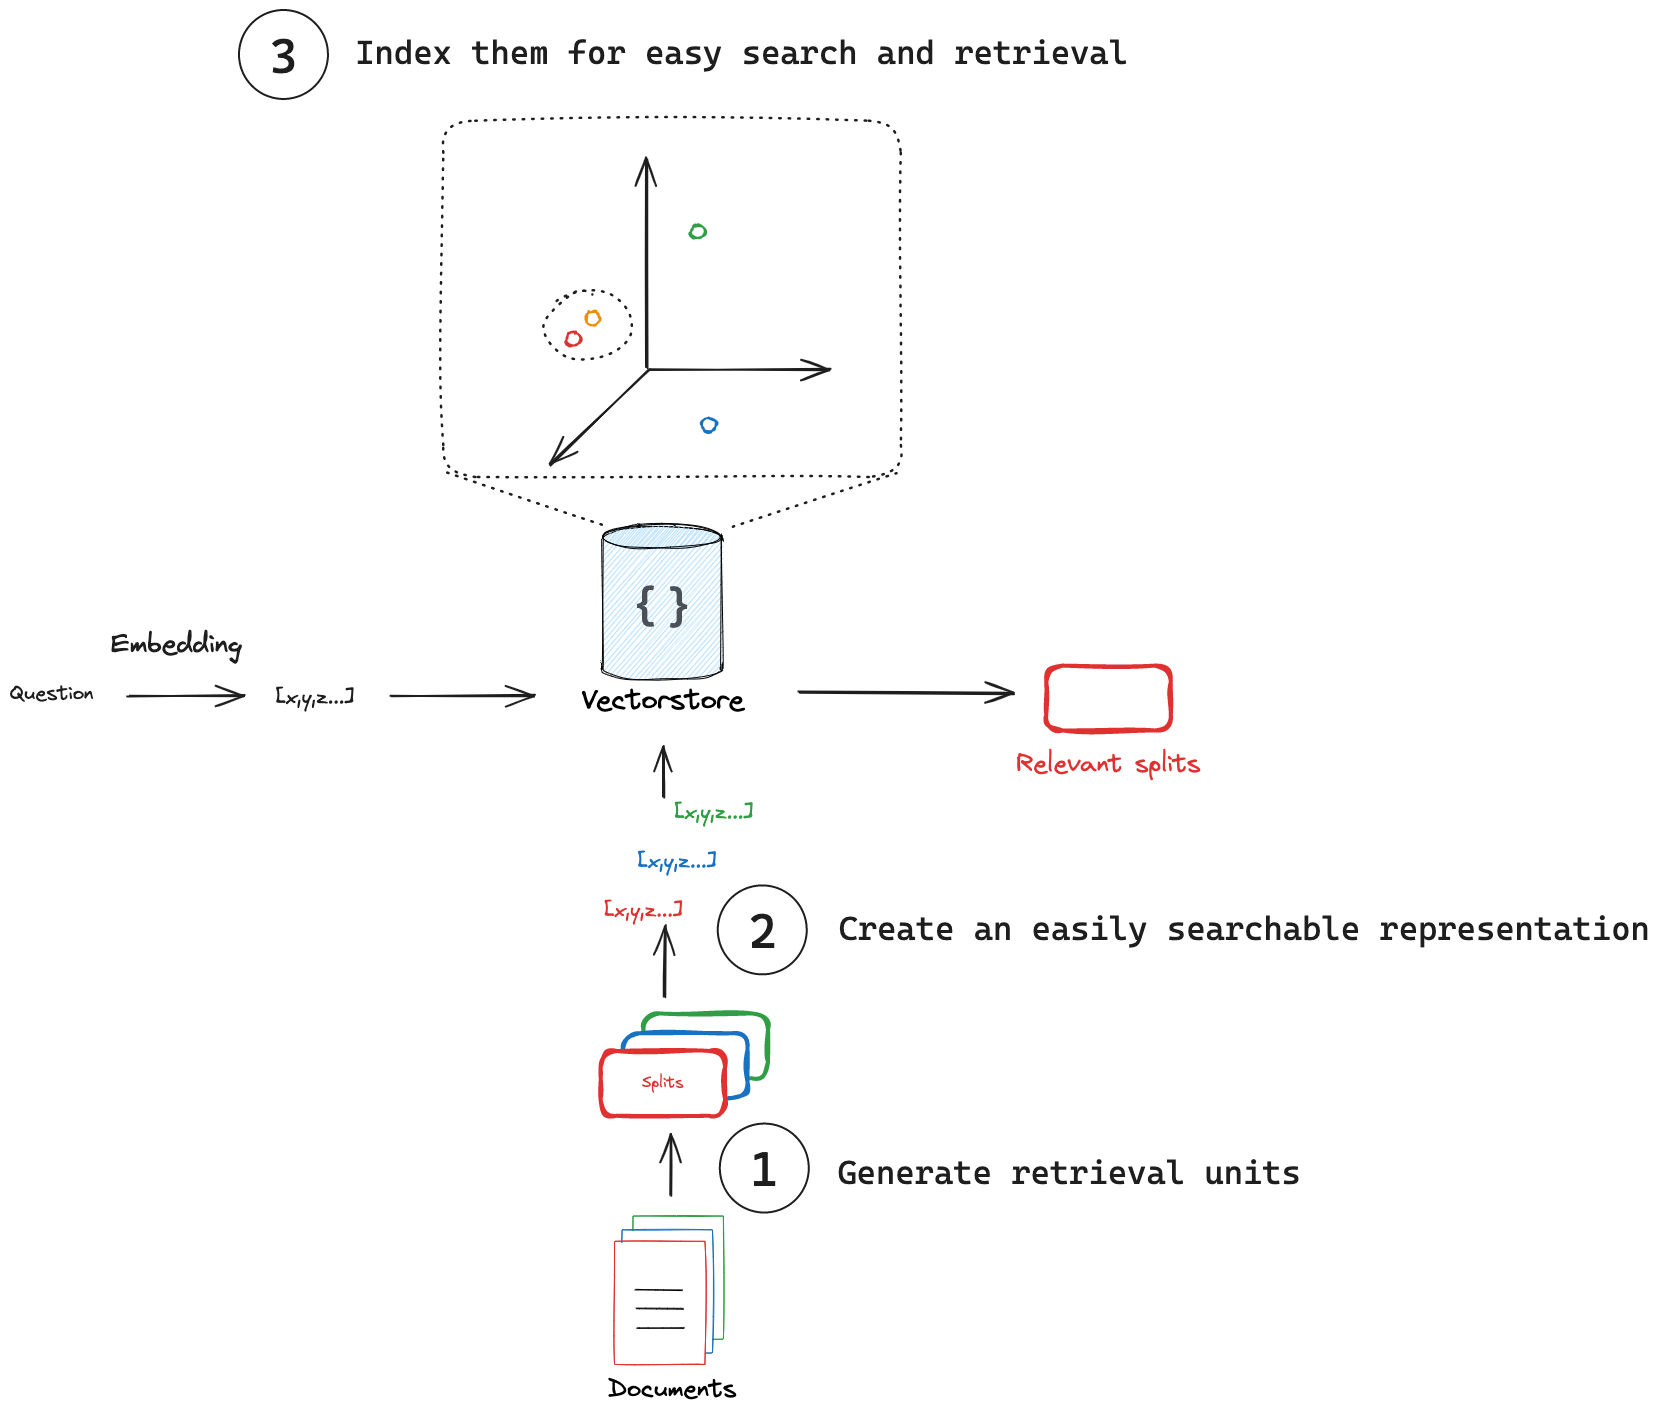 3
Index them for easy search and retrieval
{ }
Embedding
Question
[x,y,z...]
Vectorstore
Relevant splits
[x,y,z...]
[x,y,z...]
[x,y,z...]
2
Create an easily searchable representation
Splits
1
Generate retrieval units
Documents